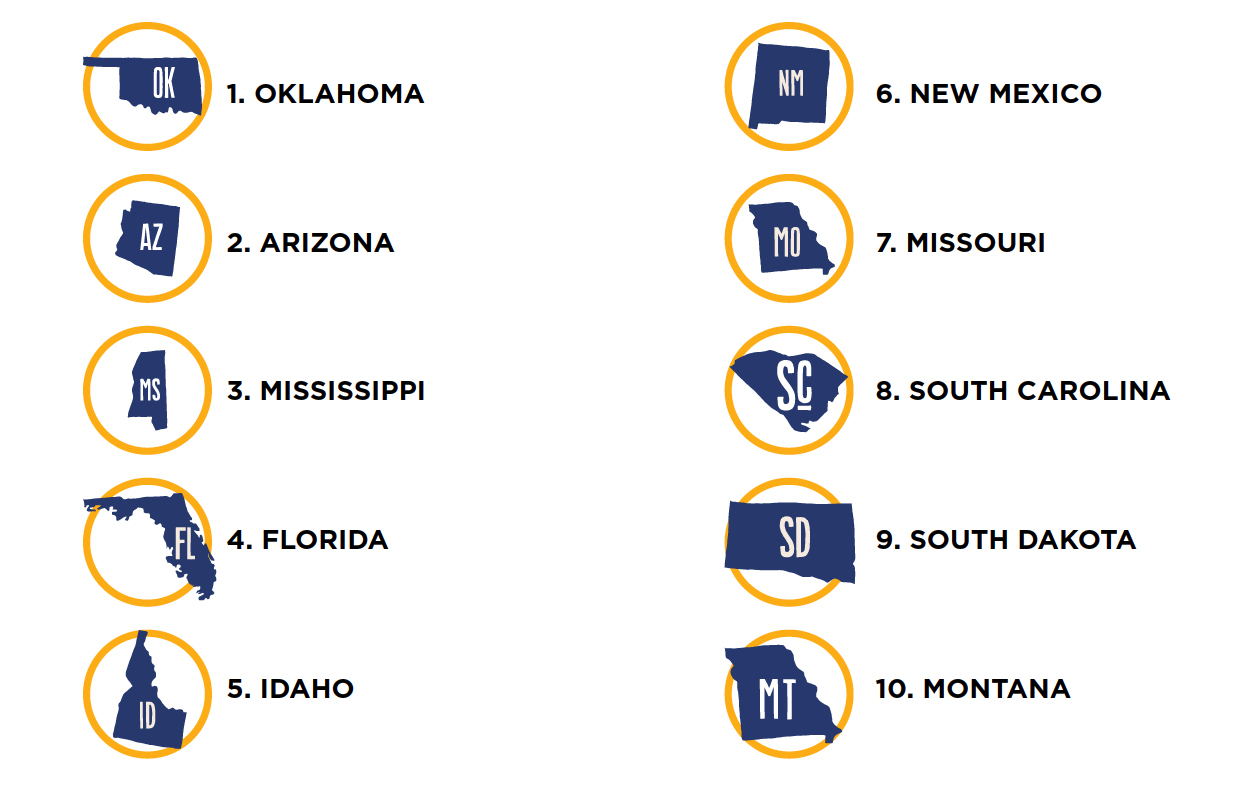 OK
1. OKLAHOMA
AZ
2. ARIZONA
MS
3. MISSISSIPPI
FL
4. FLORIDA
ID
5. IDAHO
NM
6. NEW MEXICO
MO
7. MISSOURI
SC
8. SOUTH CAROLINA
SD
9. SOUTH DAKOTA
MT
10. MONTANA